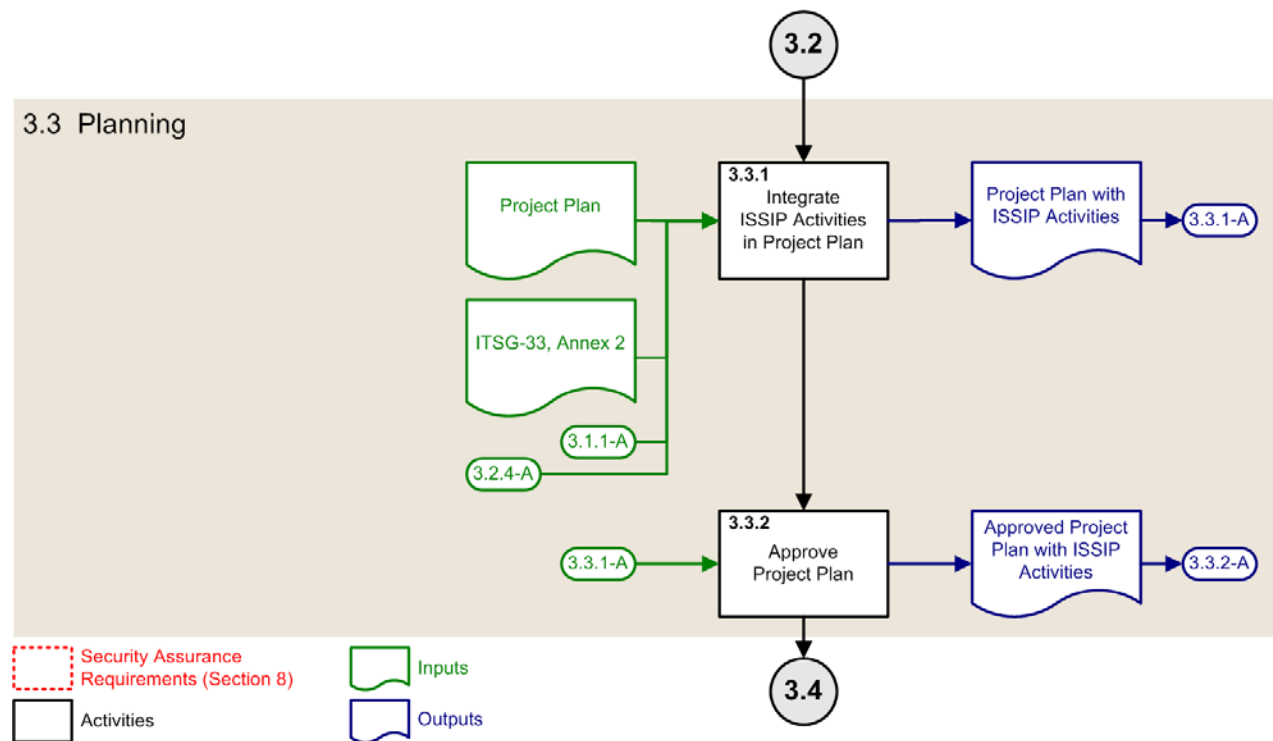 3.2
3.3 Planning
Project Plan
3.3.1
Integrate
ISSIP Activities
in Project Plan
Project Plan with
ISSIP Activities
3.3.1-A
ITSG-33, Annex 2
3.1.1-A
3.2.4-A
3.3.1-A
3.3.2
Approve
Project Plan
Approved Project
Plan with ISSIP
Activities
3.3.2-A
Security Assurance
Requirements (Section 8)
Inputs
Activities
Outputs
3.4